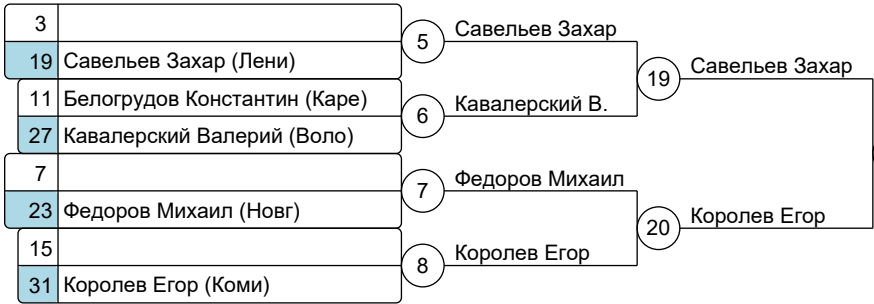 3
5
Савельев Захар
19 Савельев Захар (Лени)
19
Савельев Захар
11 Белогрудов Константин (Каре)
6
Кавалерский В.
27 Кавалерский Валерий (Воло)
7
7
Федоров Михаил
23 Федоров Михаил (Новг)
20
Королев Егор
15
8
Королев Егор
31 Королев Егор (Коми)